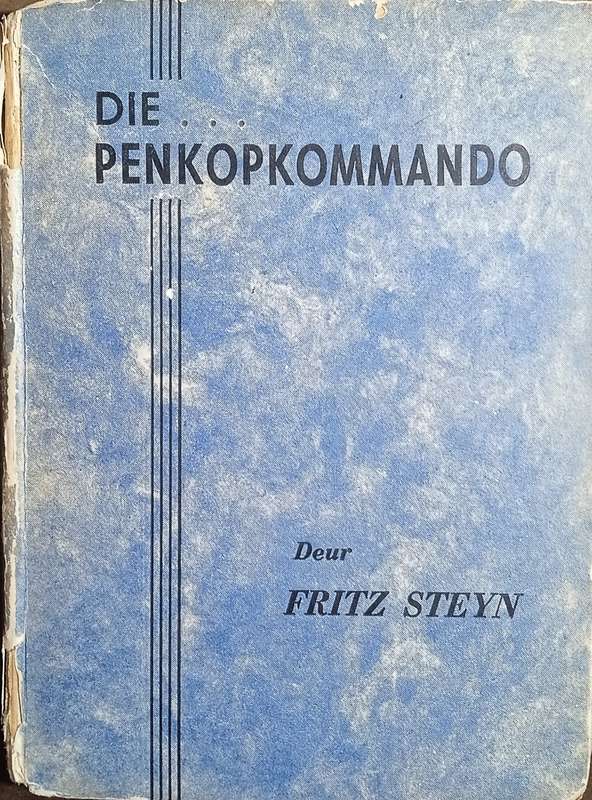 DIE . . .
PENKOPKOMMANDO
Deur
FRITZ STEYN